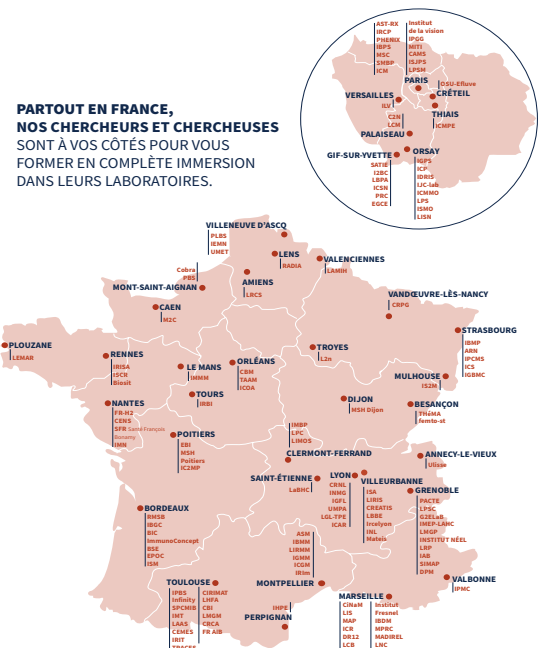 PARTOUT EN FRANCE,
NOS CHERCHEURS ET CHERCHEUSES
SONT À VOS CÔTÉS POUR VOUS
FORMER EN COMPLÈTE IMMERSION
DANS LEURS LABORATOIRES.
AST-RX
IRCP
PHENIX
IBPS
MSC
SMBP
ICM
Institut
de la vision
IPGG
MITI
CAMS
ISJPS
LPSM
PARIS
OSU-Efluve
CRÉTEIL
VERSAILLES
ILV
THIAIS
ICMPE
C2N
LCM
PALAISEAU
GIF-SUR-YVETTE
SATIE
I2BC
LBPA
ICSN
PRC
EGCE
ORSAY
IGPS
ICP
IDRIS
IJC-lab
ICMMO
LPS
ISMO
LISN
VILLENEUVE D'ASCQ
PLBS
IEMN
UMET
LENS
RADIA
VALENCIENNES
LAMIH
Cobra
PBS
MONT-SAINT-AIGNAN
AMIENS
LRCS
CAEN
M2C
VANDŒUVRE-LÈS-NANCY
CRPG
STRASBOURG
IBMP
ARN
IPCMS
ICS
IGBMC
PLOUZANE
LEMAR
RENNES
IRISA
ISCR
Biosit
LE MANS
IMMM
ORLÉANS
CBM
TAAM
ICOA
TROYES
L2n
MULHOUSE
IS2M
TOURS
IRBI
DIJON
MSH Dijon
BESANÇON
THéMA
femto-st
NANTES
FR-H2
CENS
SFR Santé François
Bonamy
IMN
POITIERS
EBI
MSH
Poitiers
IC2MP
IMBP
LPC
LIMOS
CLERMONT-FERRAND
ANNECY-LE-VIEUX
Ulisse
SAINT-ÉTIENNE
LaBHC
LYON
CRNL
INMG
IGFL
UMPA
LGL-TPE
ICAR
VILLEURBANNE
ISA
LIRIS
CREATIS
LBBE
Ircelyon
INL
Mateis
GRENOBLE
PACTE
LPSC
G2ELaB
IMEP-LAHC
LMGP
INSTITUT NÉEL
LRP
IAB
SIMAP
DPM
BORDEAUX
RMSB
IBGC
BIC
ImmunoConcept
BSE
EPOC
ISM
ASM
IBMM
LIRMM
IGMM
ICGM
IRIm
MONTPELLIER
VALBONNE
IPMC
TOULOUSE
IPBS
Infinity
SPCMIB
IMT
LAAS
CEMES
IRIT
TRACES
CIRIMAT
LHFA
CBI
LMGM
CRCA
FR AIB
IHPE
PERPIGNAN
MARSEILLE
CiNaM
LIS
MAP
ICR
DR12
LCB
Institut
Fresnel
IBDM
MPRC
MADIREL
LNC